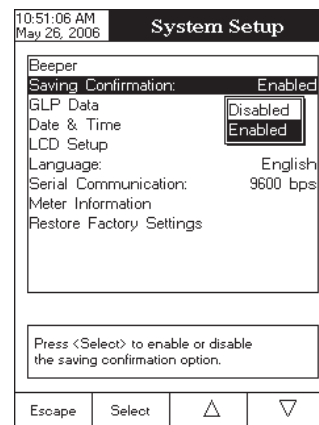 10:51:06 AM
May 26, 2006
System Setup
Beeper
Saving Confirmation: Enabled
GLP Data
Disabled
Date & Time
Enabled
LCD Setup
Language: English
Serial Communication: 9600 bps
Meter Information
Restore Factory Settings
Press <Select> to enable or disable
the saving confirmation option.
Escape Select △ ▽